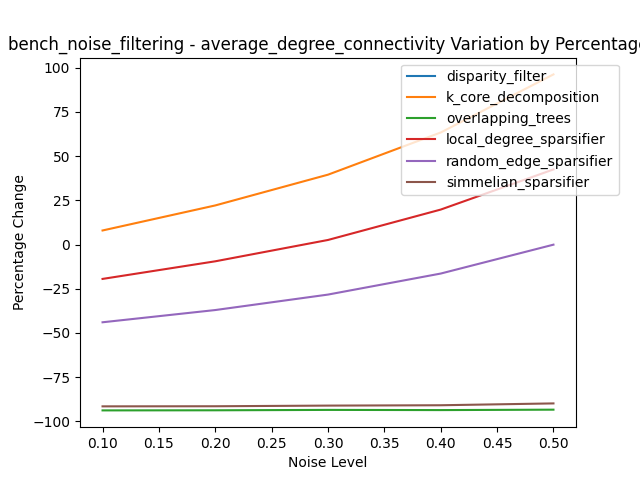 bench_noise_filtering - average_degree_connectivity Variation by Percentage
disparity_filter
k_core_decomposition
overlapping_trees
local_degree_sparsifier
random_edge_sparsifier
simmelian_sparsifier
100
75
50
25
0
−25
−50
−75
−100
Percentage Change
0.10 0.15 0.20 0.25 0.30 0.35 0.40 0.45 0.50
Noise Level